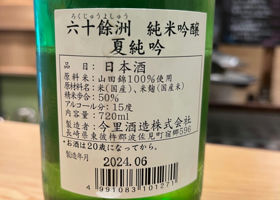 ろくじゅうよしゅう
六十餘洲 純米吟醸
夏純吟
品目:日本酒
原料米:山田錦100%使用
原材料名:米(国産)、米麹(国産米)
精米歩合:50%
アルコール分:15度
内容量:720ml
製造者:今里酒造株式会社
長崎県東彼杵郡波佐見町宿郷596
*お酒は20歳になってから。
製造年月
2024.06
4991083101271